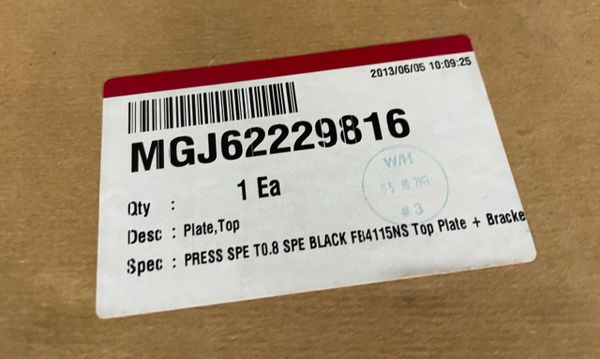 2013/06/05 10:09:25
MGJ62229816
Qty : 1 Ea
Desc : Plate,Top
Spec : PRESS SPE T0.8 SPE BLACK FB4115NS Top Plate + Bracke
W/H
#3